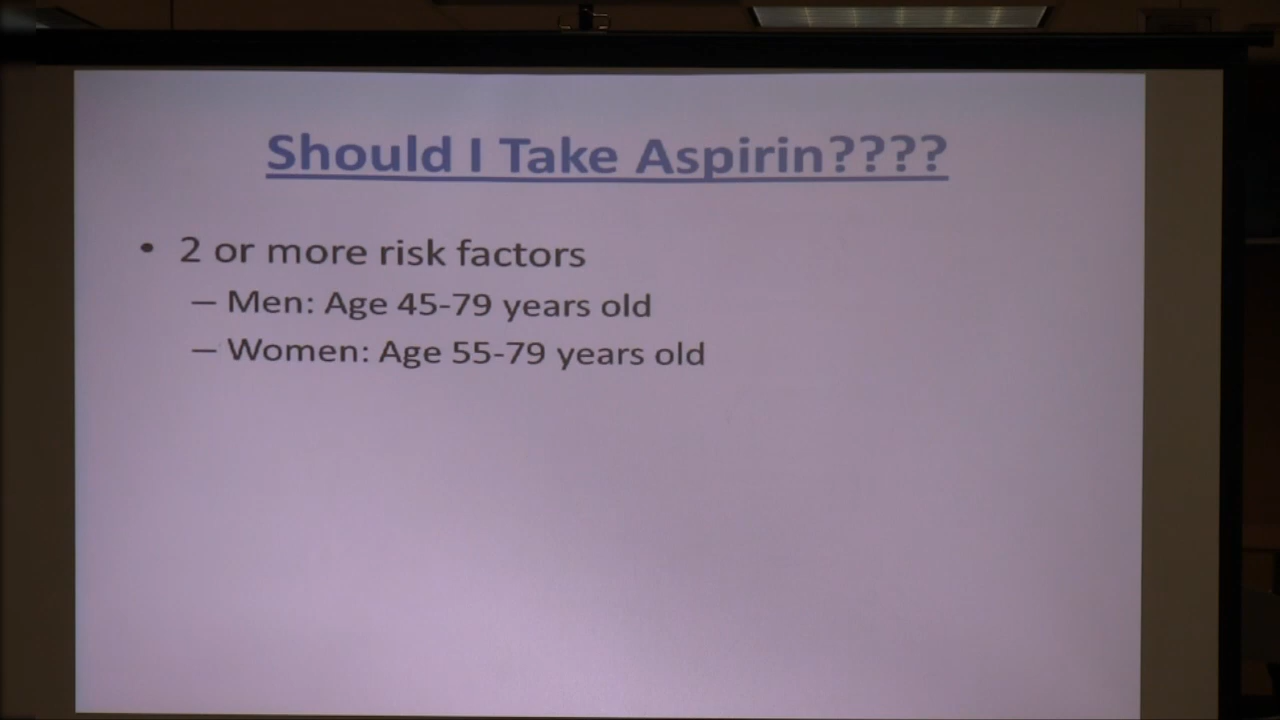 Should I Take Aspirin????
• 2 or more risk factors
– Men: Age 45-79 years old
– Women: Age 55-79 years old